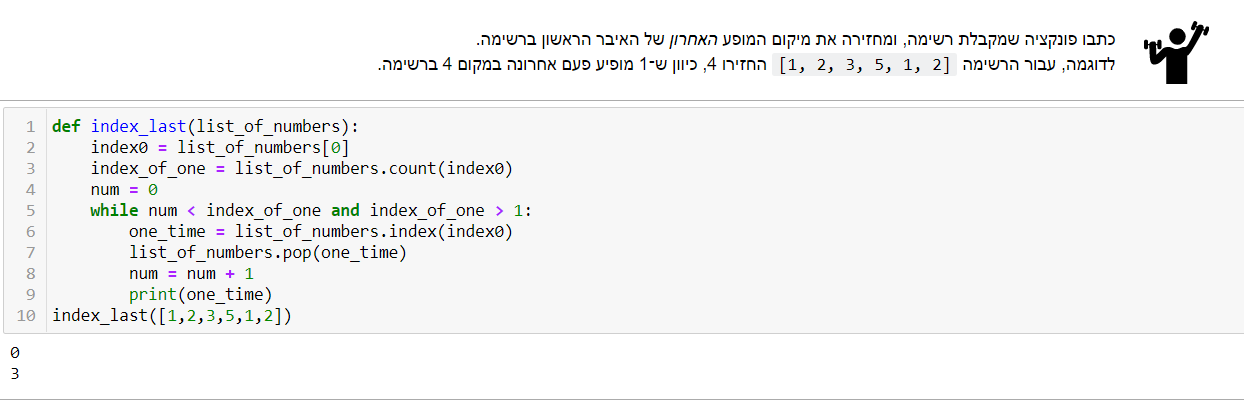 כתבו פונקציה שמקבלת רשימה, ומחזירה את מיקום המופע האחרון של האיבר הראשון ברשימה.
לדוגמה, עבור הרשימה [1, 2, 3, 5, 1, 2] החזירו 4, כיוון ש־1 מופיע פעם אחרונה במקום 4 ברשימה.
1 def index_last(list_of_numbers):
2     index0 = list_of_numbers[0]
3     index_of_one = list_of_numbers.count(index0)
4     num = 0
5     while num < index_of_one and index_of_one > 1:
6         one_time = list_of_numbers.index(index0)
7         list_of_numbers.pop(one_time)
8         num = num + 1
9         print(one_time)
10 index_last([1,2,3,5,1,2])
0
3